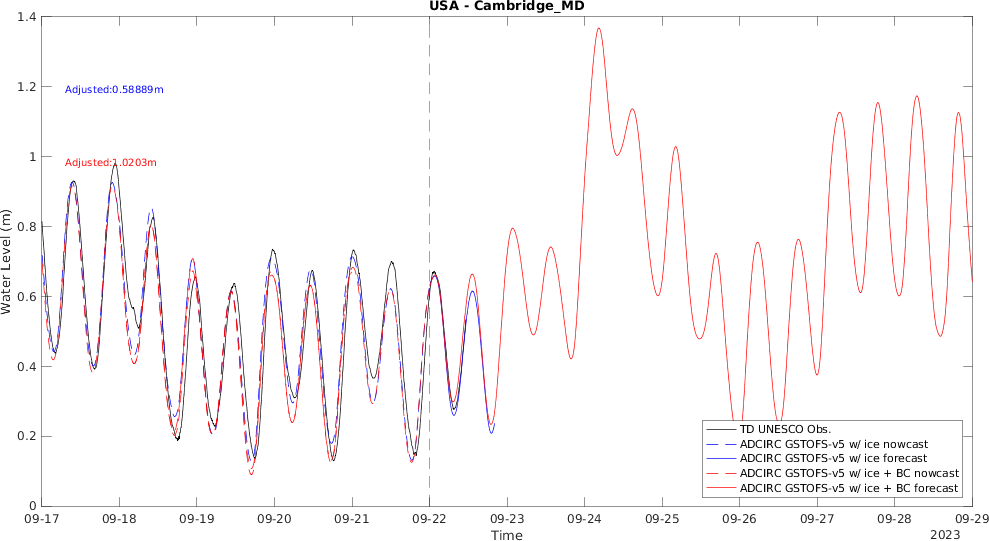 USA - Cambridge_MD
1.4
1.2
1
0.8
0.6
0.4
0.2
0
Water Level (m)
Adjusted:0.58889m
Adjusted:1.0203m
TD UNESCO Obs.
ADCIRC GSTOFS-v5 w/ ice nowcast
ADCIRC GSTOFS-v5 w/ ice forecast
ADCIRC GSTOFS-v5 w/ ice + BC nowcast
ADCIRC GSTOFS-v5 w/ ice + BC forecast
09-17 09-18 09-19 09-20 09-21 09-22 09-23 09-24 09-25 09-26 09-27 09-28 09-29
Time
2023